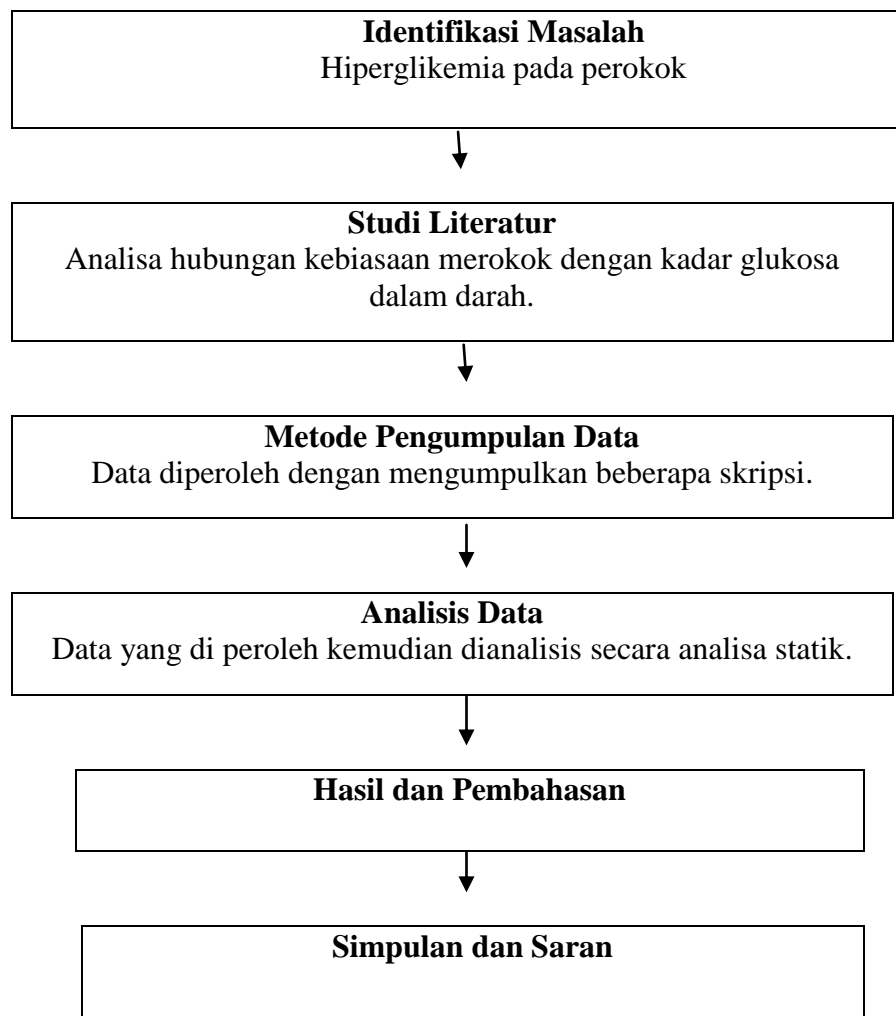 Identifikasi Masalah
Hiperglikemia pada perokok
Studi Literatur
Analisa hubungan kebiasaan merokok dengan kadar glukosa
dalam darah.
Metode Pengumpulan Data
Data diperoleh dengan mengumpulkan beberapa skripsi.
Analisis Data
Data yang di peroleh kemudian dianalisis secara analisa statik.
Hasil dan Pembahasan
Simpulan dan Saran